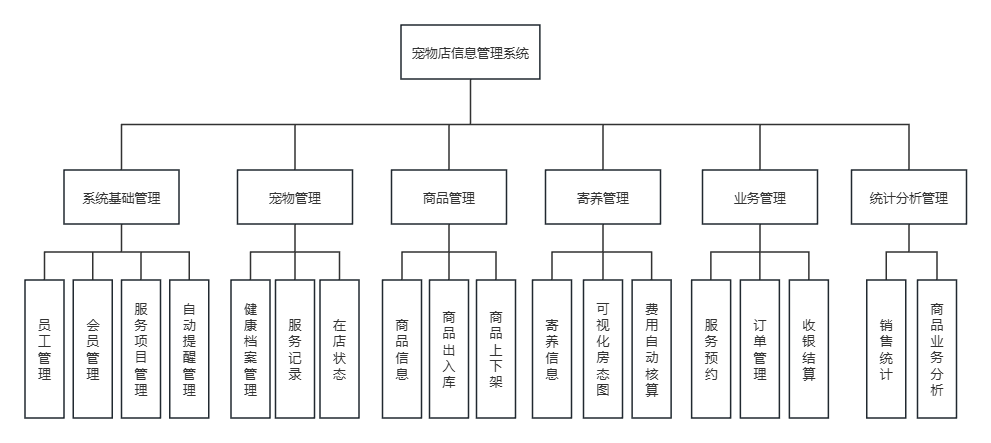 宠物店信息管理系统
系统基础管理
宠物管理
商品管理
寄养管理
业务管理
统计分析管理
员工管理
会员管理
服务项目管理
自动提醒管理
健康档案管理
服务记录
在店状态
商品信息
商品出入库
商品上下架
寄养信息
可视化房态图
费用自动核算
服务预约
订单管理
收银结算
销售统计
商品业务分析